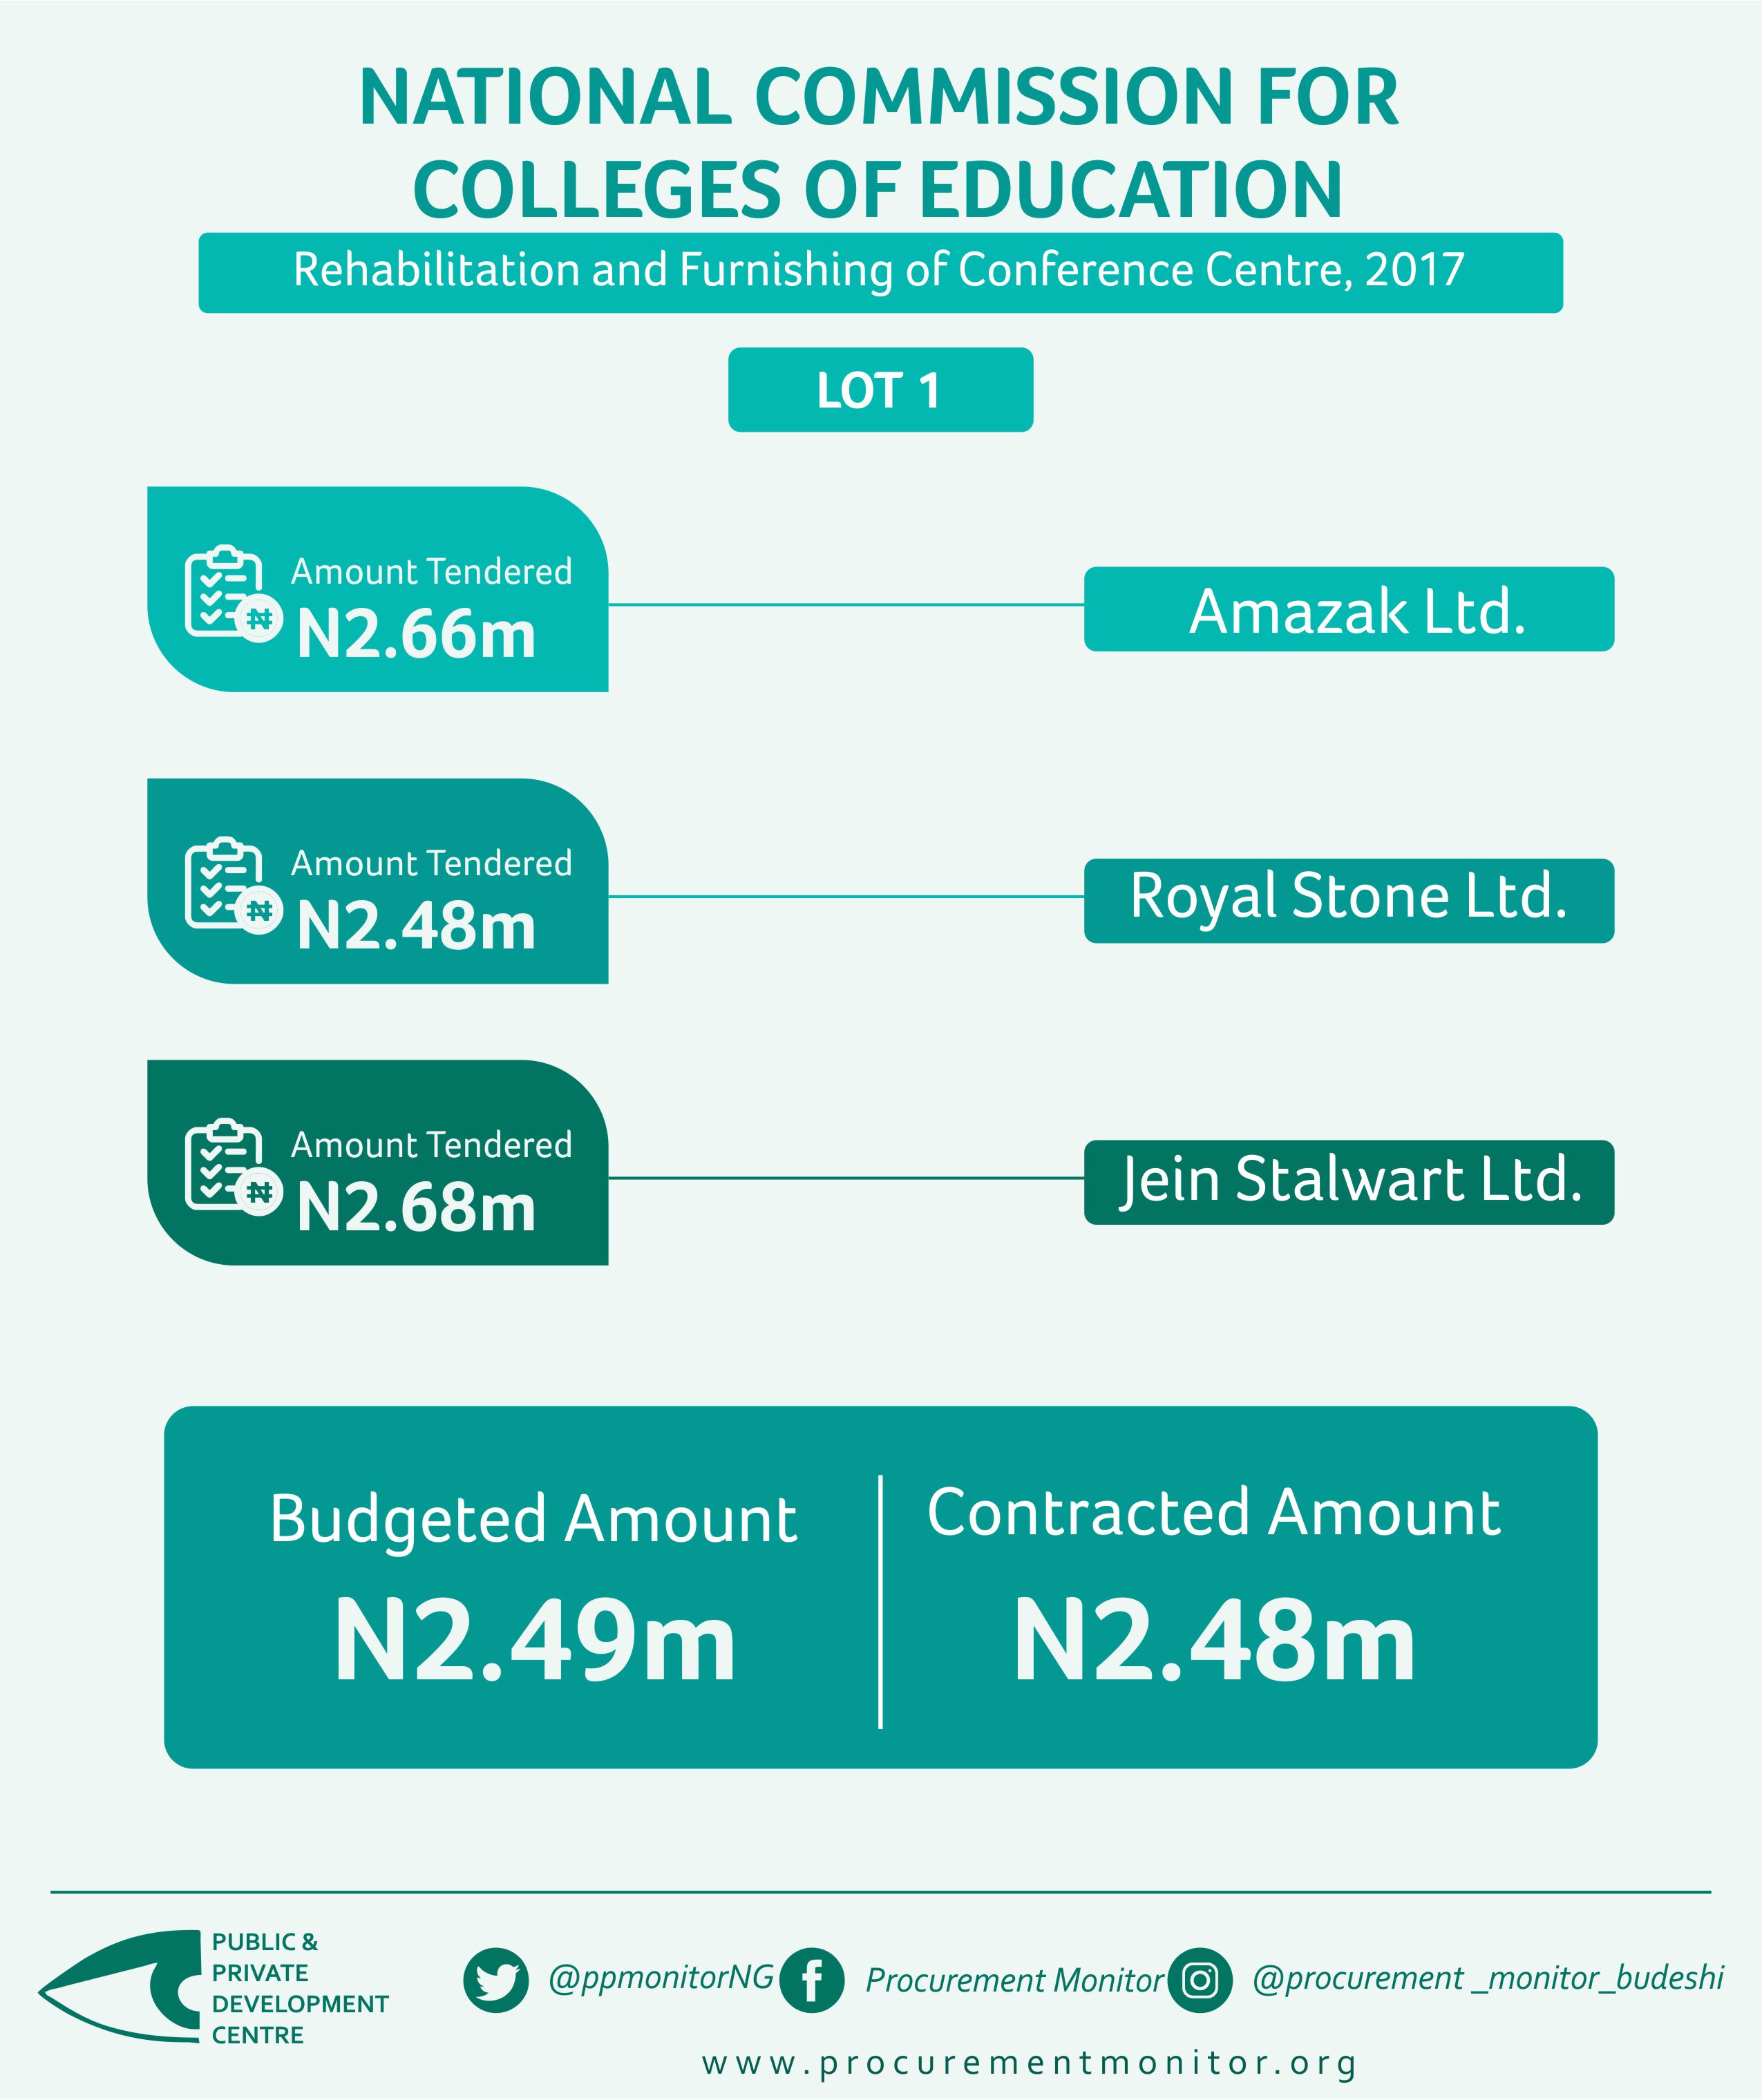 NATIONAL COMMISSION FOR
COLLEGES OF EDUCATION
Rehabilitation and Furnishing of Conference Centre, 2017
LOT 1
Amount Tendered
N2.66m
Amazak Ltd.
Amount Tendered
N2.48m
Royal Stone Ltd.
Amount Tendered
N2.68m
Jein Stalwart Ltd.
Budgeted Amount
N2.49m
Contracted Amount
N2.48m
PUBLIC &
PRIVATE
DEVELOPMENT
CENTRE
@ppmonitorNG
Procurement Monitor
@procurement _monitor_budeshi
www.procurementmonitor.org